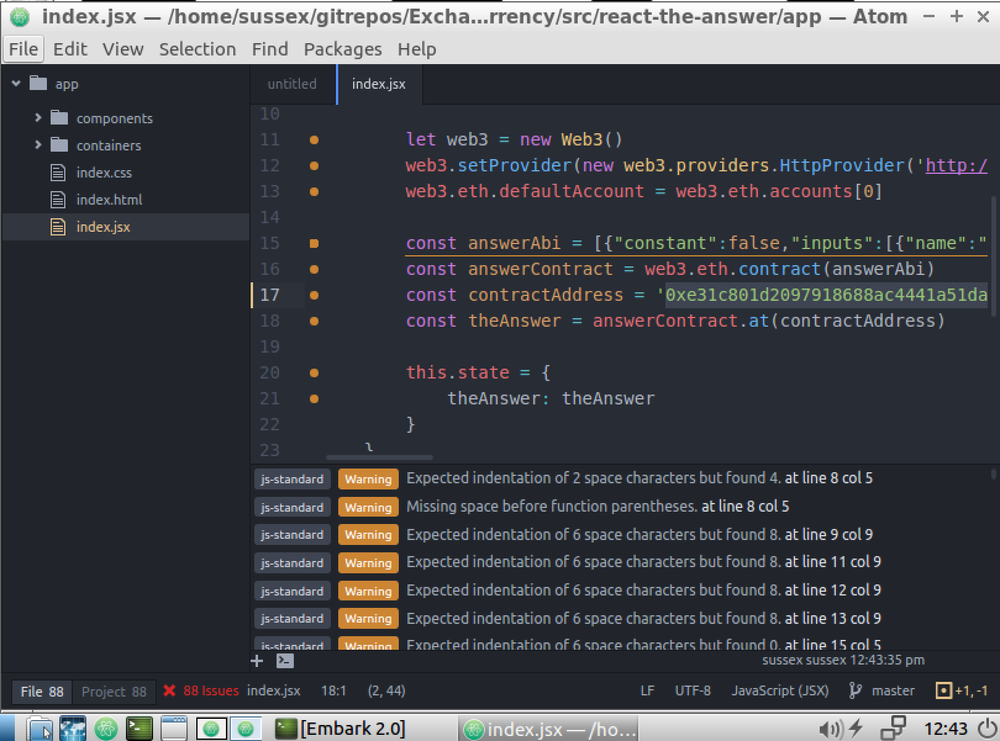 index.jsx — /home/sussex/gitrepos/Excha...rrency/src/react-the-answer/app — Atom
File Edit View Selection Find Packages Help
app
components
containers
index.css
index.html
index.jsx
untitled index.jsx
10
11 let web3 = new Web3()
12 web3.setProvider(new web3.providers.HttpProvider('http:/
13 web3.eth.defaultAccount = web3.eth.accounts[0]
14
15 const answerAbi = [{"constant":false,"inputs":[{"name":"
16 const answerContract = web3.eth.contract(answerAbi)
17 const contractAddress = '0xe31c801d2097918688ac4441a51da
18 const theAnswer = answerContract.at(contractAddress)
19
20 this.state = {
21 theAnswer: theAnswer
22 }
23 }
js-standard Warning Expected indentation of 2 space characters but found 4. at line 8 col 5
js-standard Warning Missing space before function parentheses. at line 8 col 5
js-standard Warning Expected indentation of 6 space characters but found 8. at line 9 col 9
js-standard Warning Expected indentation of 6 space characters but found 8. at line 11 col 9
js-standard Warning Expected indentation of 6 space characters but found 8. at line 12 col 9
js-standard Warning Expected indentation of 6 space characters but found 8. at line 13 col 9
js-standard Warning Expected indentation of 6 space characters but found 0. at line 15 col 5
sussex sussex 12:43:35 pm
File 88 Project 88 88 Issues index.jsx 18:1 (2, 44) LF UTF-8 JavaScript (JSX) master +1, -1
[Embark 2.0] index.jsx — /ho... 12:43